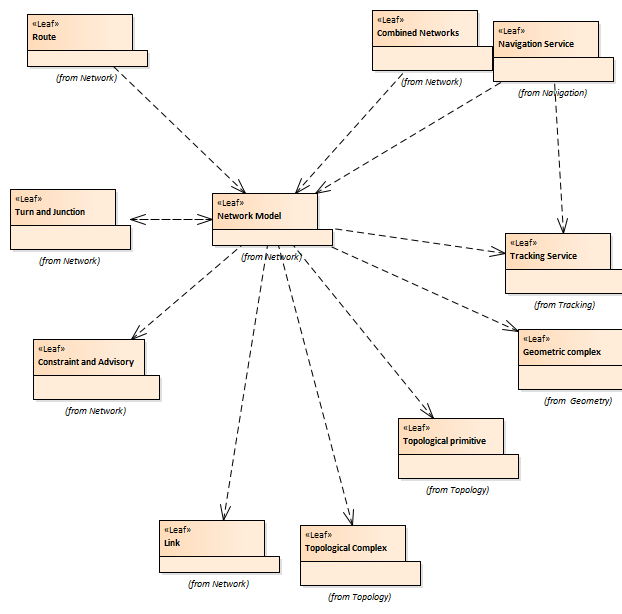 «Leaf»
Route
(from Network)
«Leaf»
Combined Networks
(from Network)
«Leaf»
Navigation Service
(from Navigation)
«Leaf»
Turn and Junction
(from Network)
«Leaf»
Network Model
(from Network)
«Leaf»
Tracking Service
(from Tracking)
«Leaf»
Constraint and Advisory
(from Network)
«Leaf»
Geometric complex
(from  Geometry)
«Leaf»
Topological primitive
(from Topology)
«Leaf»
Link
(from Network)
«Leaf»
Topological Complex
(from Topology)